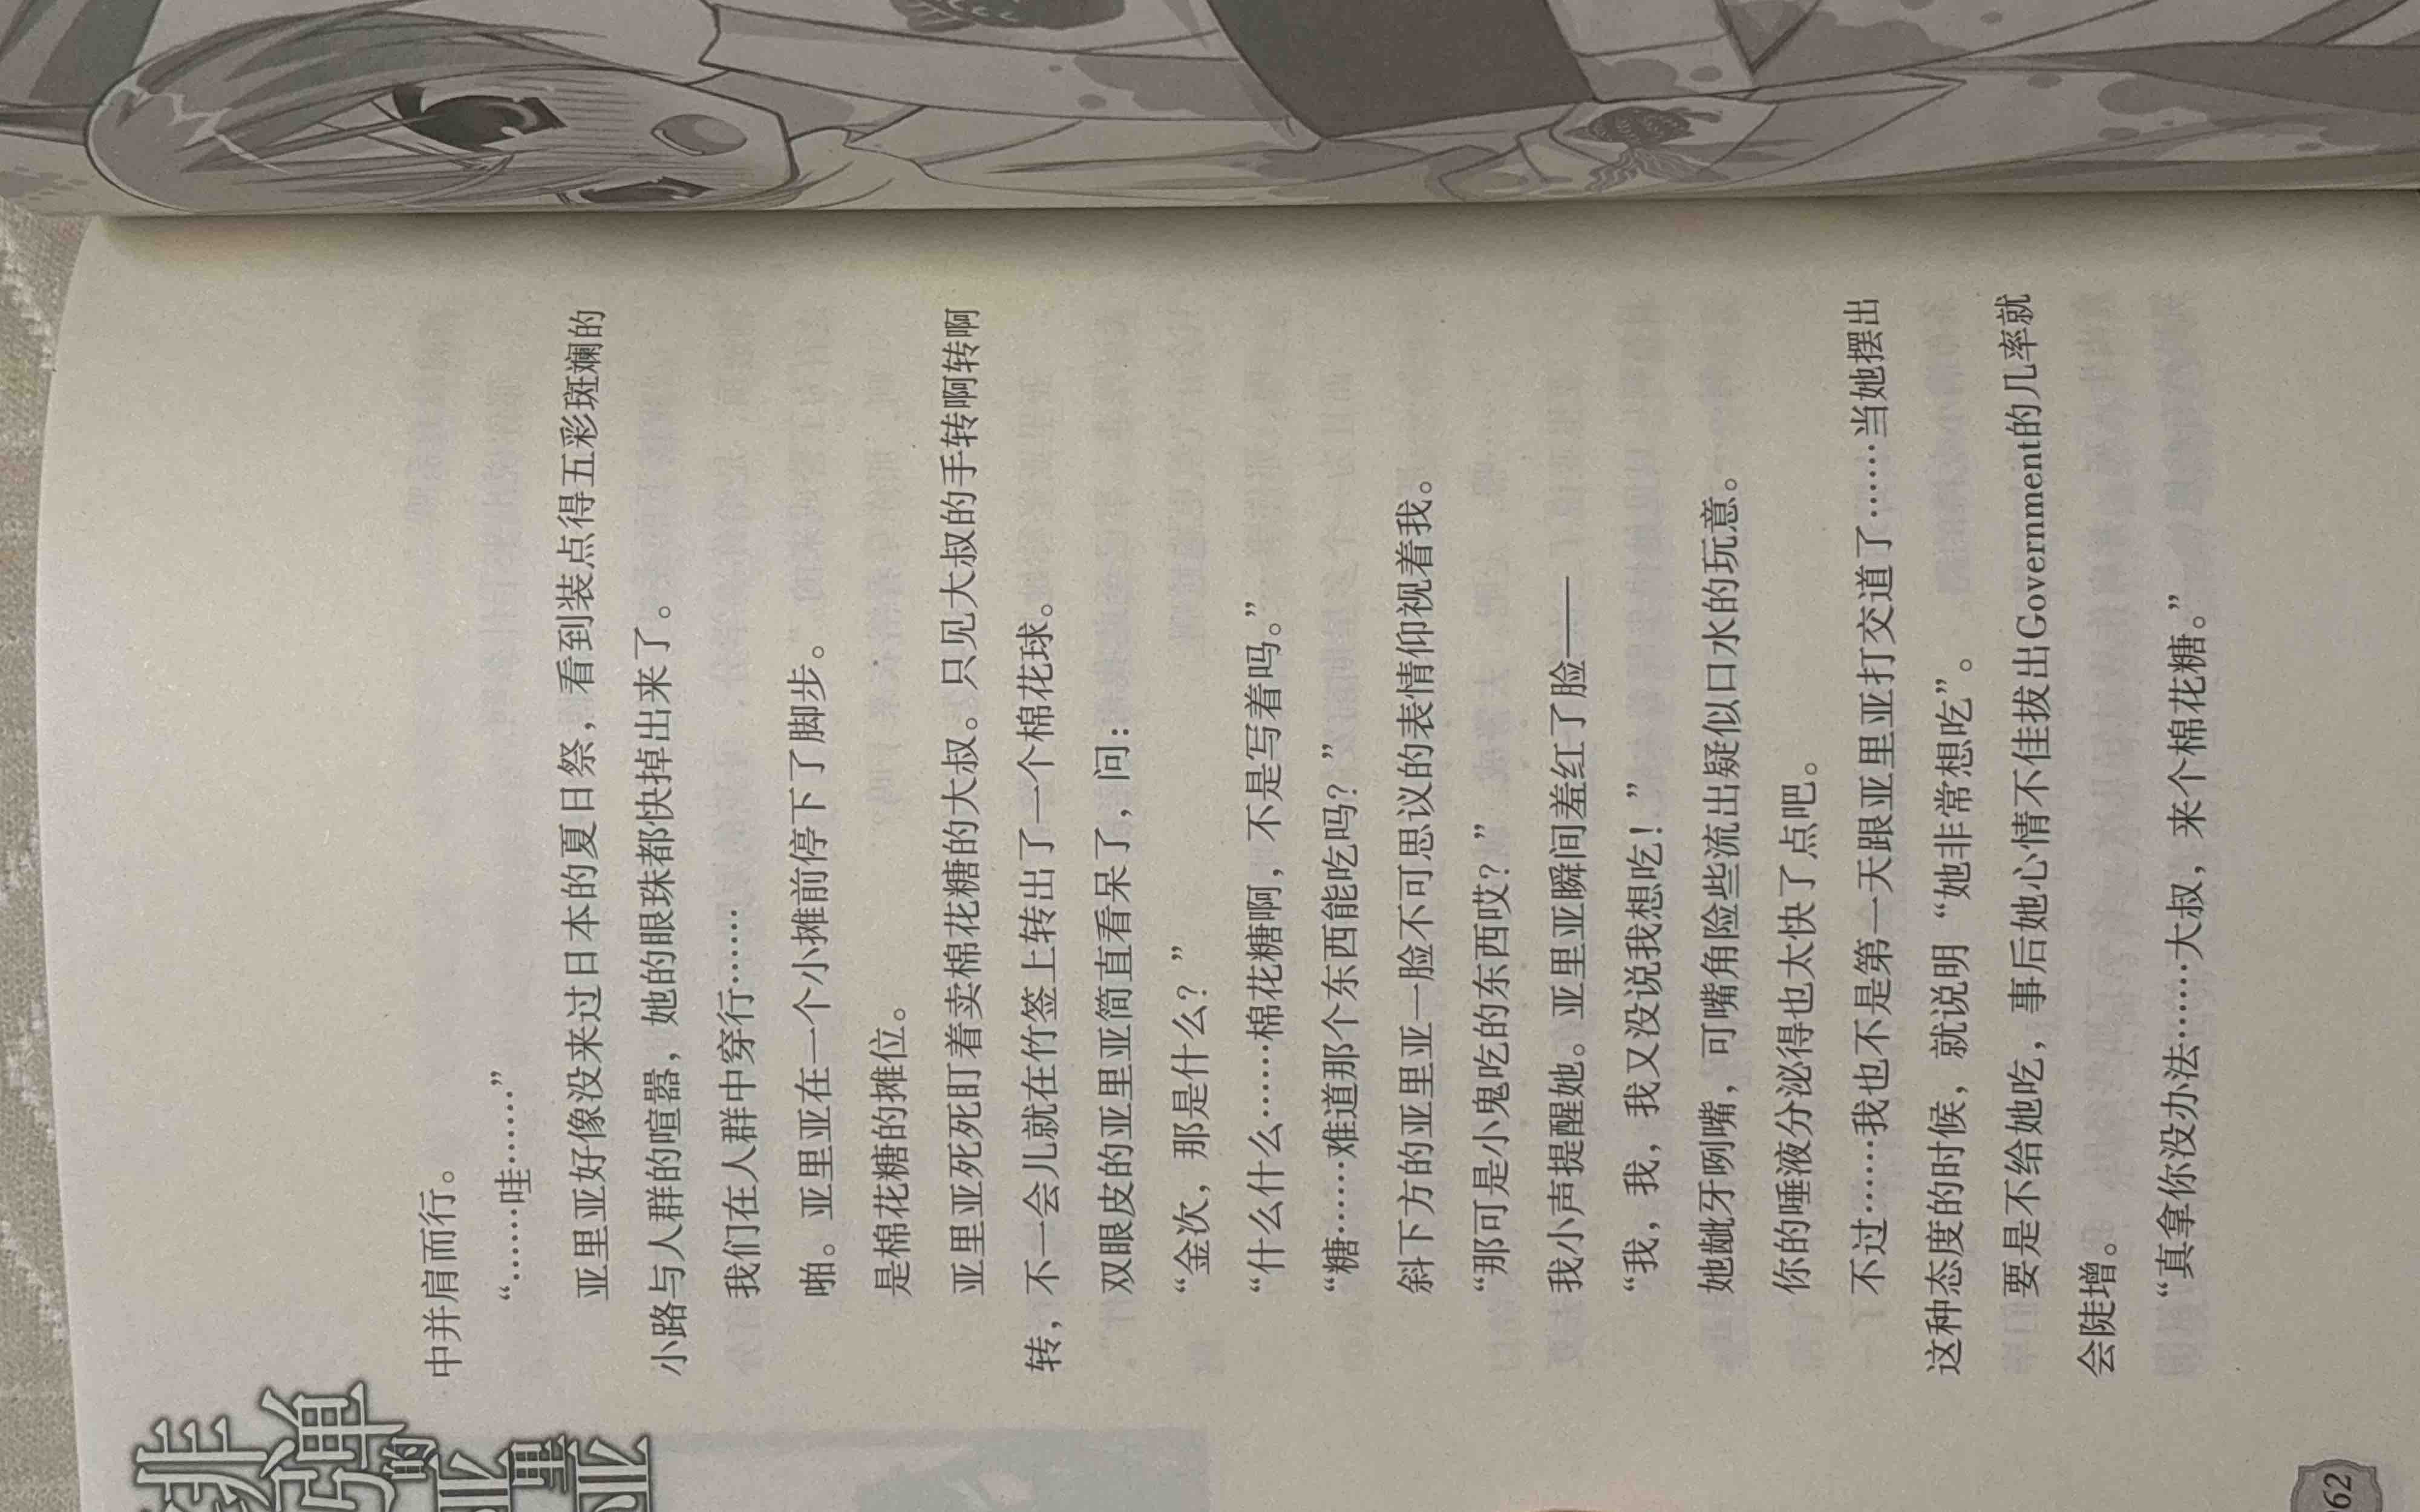 绯弹的亚里亚
中并肩而行。
“……哇……”
亚里亚好像没来过日本的夏日祭，看到装点得五彩斑斓的
小路与人群的喧嚣，她的眼珠都快掉出来了。
我们在人群中穿行……
啪。亚里亚在一个小摊前停下了脚步。
是棉花糖的摊位。
亚里亚死死盯着卖棉花糖的大叔。只见大叔的手转啊转啊
转，不一会儿就在竹签上转出了一个棉花球。
双眼皮的亚里亚简直看呆了，问：
“金次，那是什么？”
“什么什么……棉花糖啊，不是写着吗。”
“糖……难道那个东西能吃吗？”
斜下方的亚里亚一脸不可思议的表情仰视着我。
“那可是小鬼吃的东西哎？”
我小声提醒她。亚里亚瞬间羞红了脸——
“我，我，我又没说我想吃！”
她龇牙咧嘴，可嘴角险些流出疑似口水的玩意。
你的唾液分泌得也太快了点吧。
不过……我也不是第一天跟亚里亚打交道了……当她摆出
这种态度的时候，就说明“她非常想吃”。
要是不给她吃，事后她心情不佳拔出Government的几率就
会陡增。
“真拿你没办法……大叔，来个棉花糖。”
062